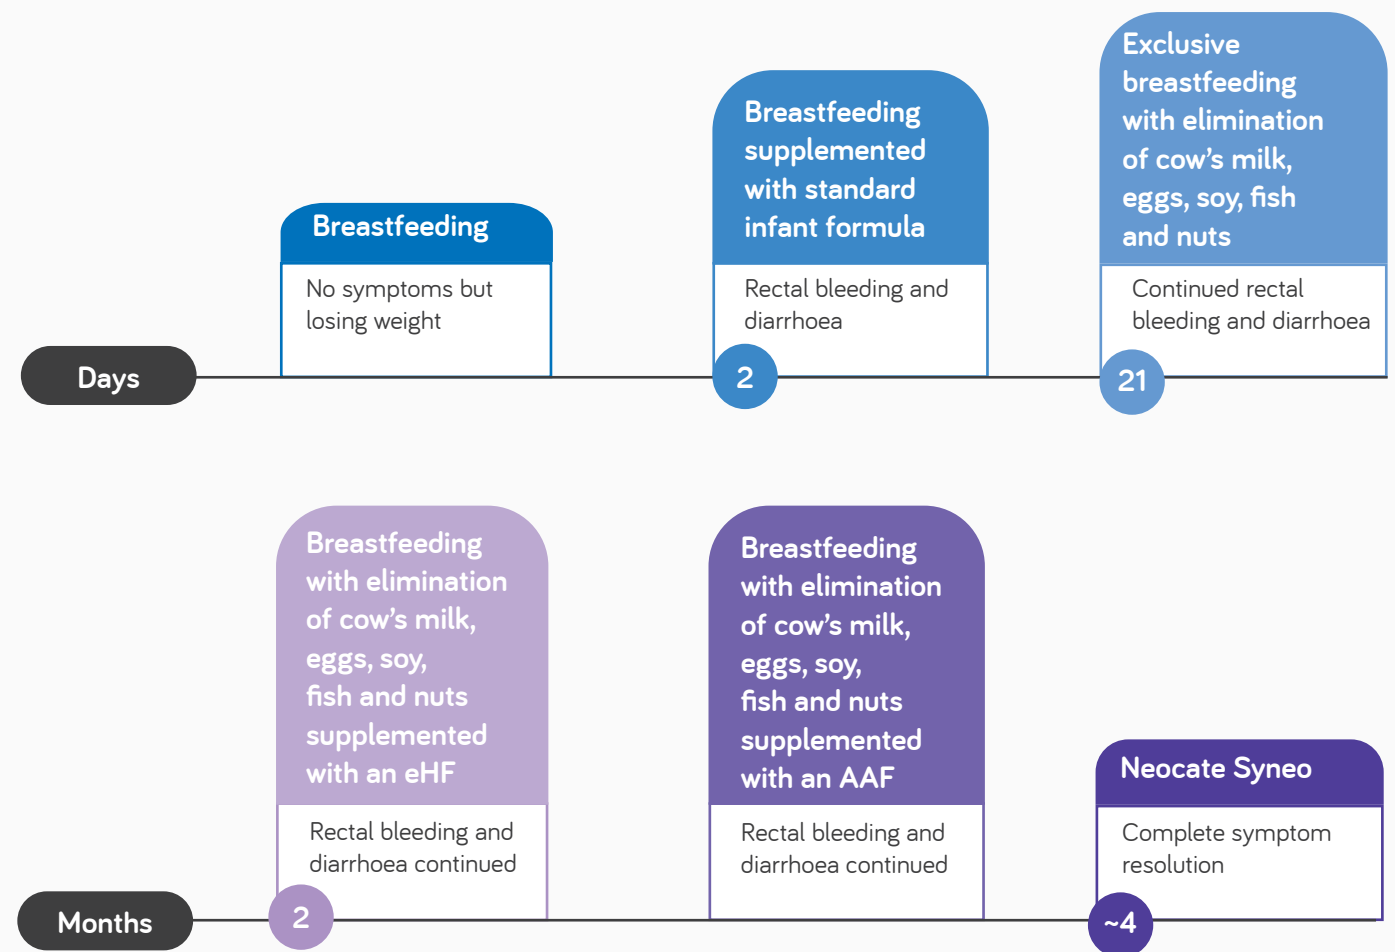 Breastfeeding
No symptoms but
losing weight
Breastfeeding
supplemented
with standard
infant formula
Rectal bleeding and
diarrhoea
Exclusive
breastfeeding
with elimination
of cow’s milk,
eggs, soy, fish
and nuts
Continued rectal
bleeding and diarrhoea
Days
2
21
Breastfeeding
with elimination
of cow’s milk,
eggs, soy,
fish and nuts
supplemented
with an eHF
Rectal bleeding and
diarrhoea continued
Breastfeeding
with elimination
of cow’s milk,
eggs, soy,
fish and nuts
supplemented
with an AAF
Rectal bleeding and
diarrhoea continued
Neocate Syneo
Complete symptom
resolution
Months
2
~4